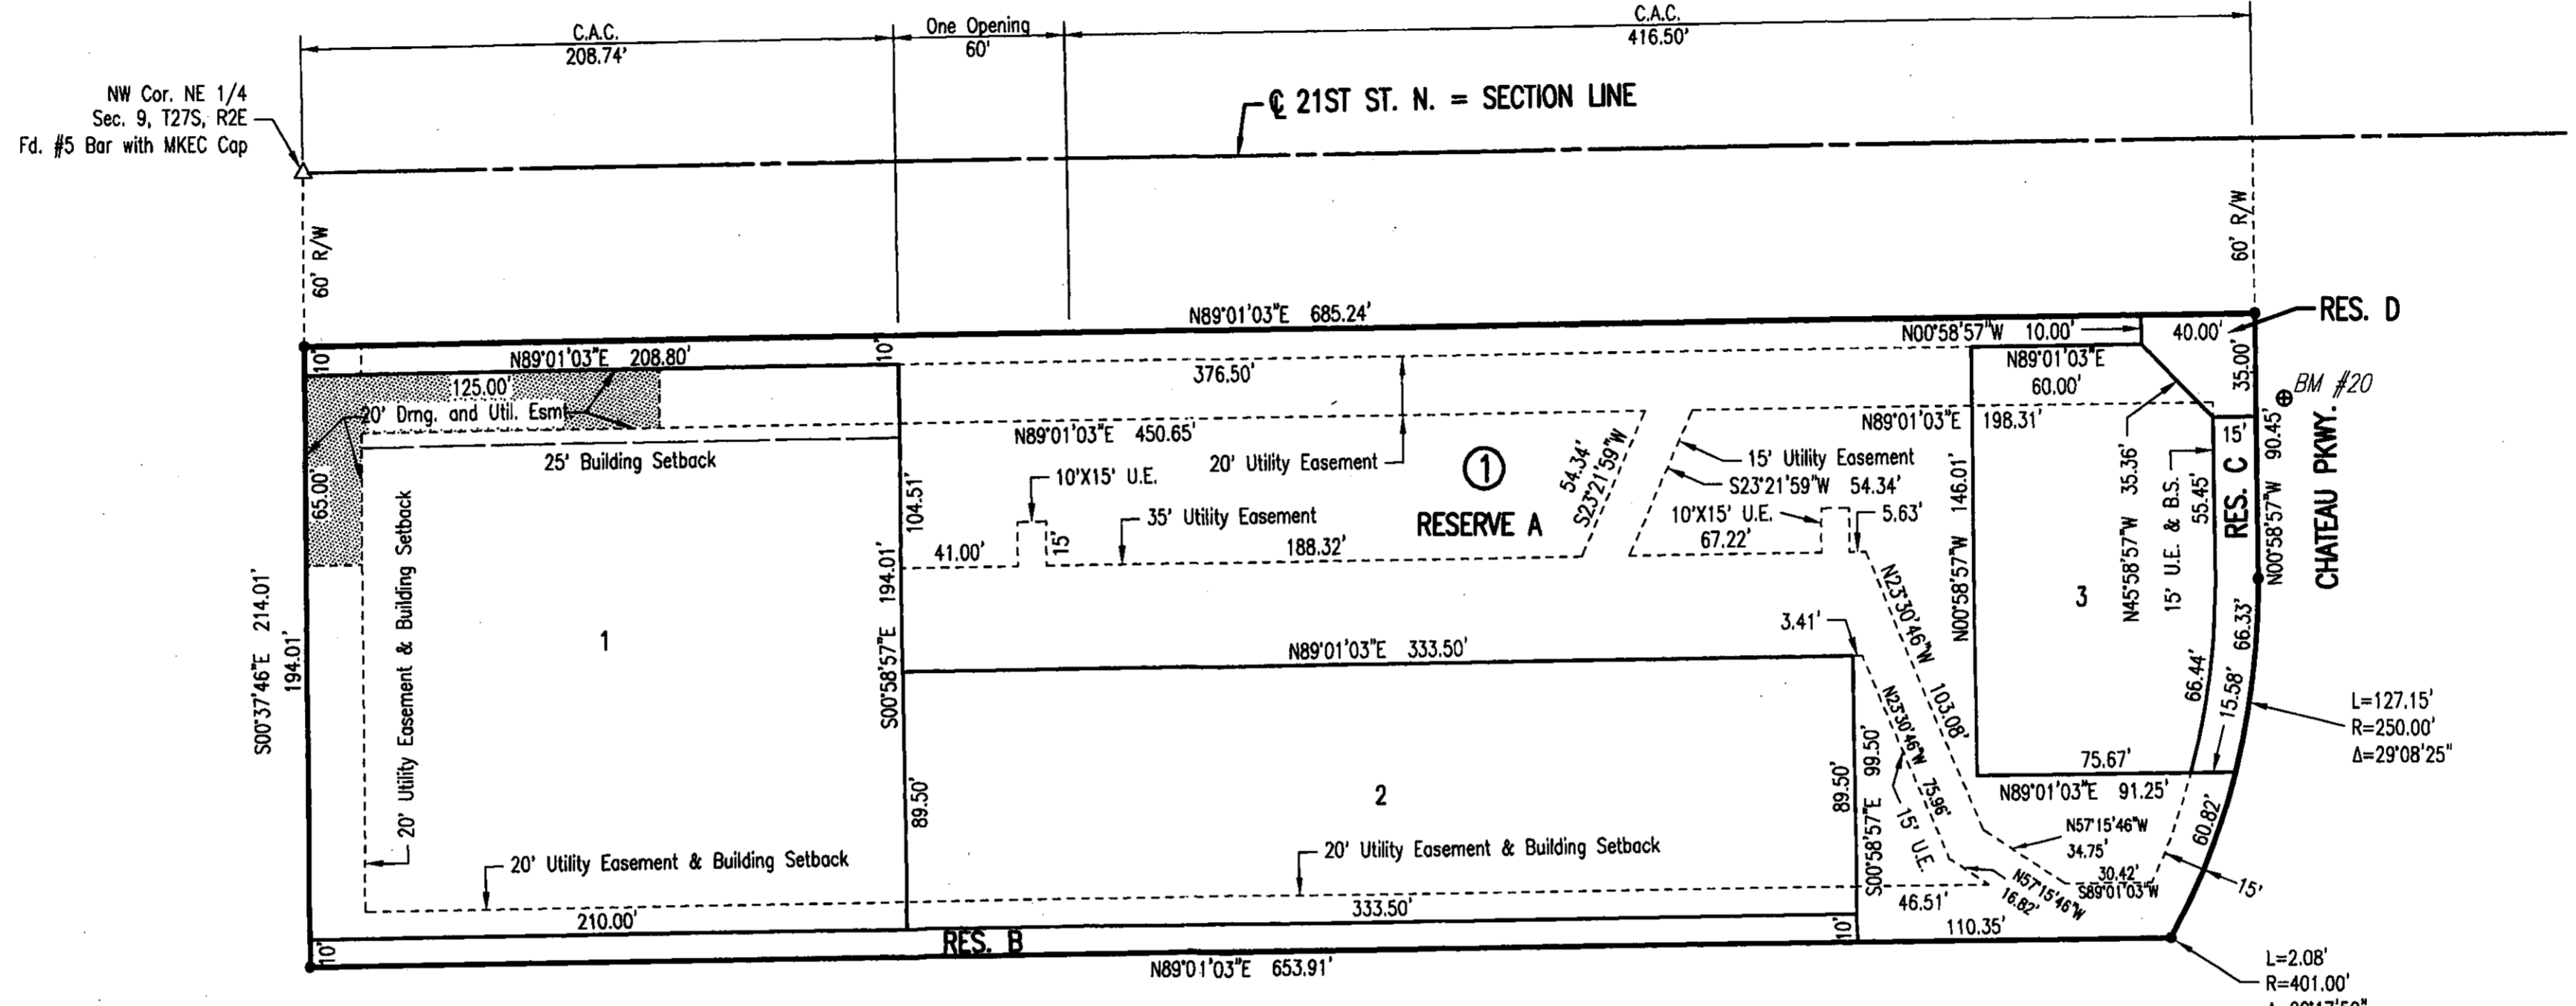 C.A.C.
208.74'
One Opening
60'
C.A.C.
416.50'
NW Cor. NE 1/4
Sec. 9, T27S, R2E
Fd. #5 Bar with MKEC Cap
℄ 21ST ST. N. = SECTION LINE
60' R/W
60' R/W
N89°01'03"E 685.24'
RES. D
10'
N89°01'03"E 208.80'
10'
N00°58'57"W 10.00'
40.00'
125.00'
376.50'
N89°01'03"E
60.00'
35.00'
BM #20
20' Drng. and Util. Esmt
N89°01'03"E 450.65'
N89°01'03"E 198.31'
25' Building Setback
20' Utility Easement
15' Utility Easement
15'
65.00'
10'X15' U.E.
1
54.34'
S23°21'59"W
S23°21'59"W 54.34'
35' Utility Easement
RESERVE A
10'X15' U.E.
5.63'
104.51'
41.00'
15'
188.32'
67.22'
N00°58'57"W 146.01'
N45°58'57"W 35.36'
15' U.E. & B.S.
55.45'
RES. C
N00°58'57"W 90.45'
CHATEAU PKWY.
20' Utility Easement & Building Setback
S00°37'46"E 214.01'
194.01'
1
S00°58'57"E 194.01'
N23°30'46"W 103.08'
3
3.41'
N89°01'03"E 333.50'
66.44'
66.33'
15.58'
L=127.15'
R=250.00'
Δ=29°08'25"
N23°30'46"W 75.96'
15' U.E.
75.67'
N89°01'03"E 91.25'
89.50'
2
89.50'
S00°58'57"E 99.50'
N57°15'46"W
34.75'
60.82'
20' Utility Easement & Building Setback
20' Utility Easement & Building Setback
30.42'
S89°01'03"W
15'
N57°15'46"W
16.82'
46.51'
210.00'
333.50'
110.35'
10'
RES. B
10'
N89°01'03"E 653.91'
L=2.08'
R=401.00'